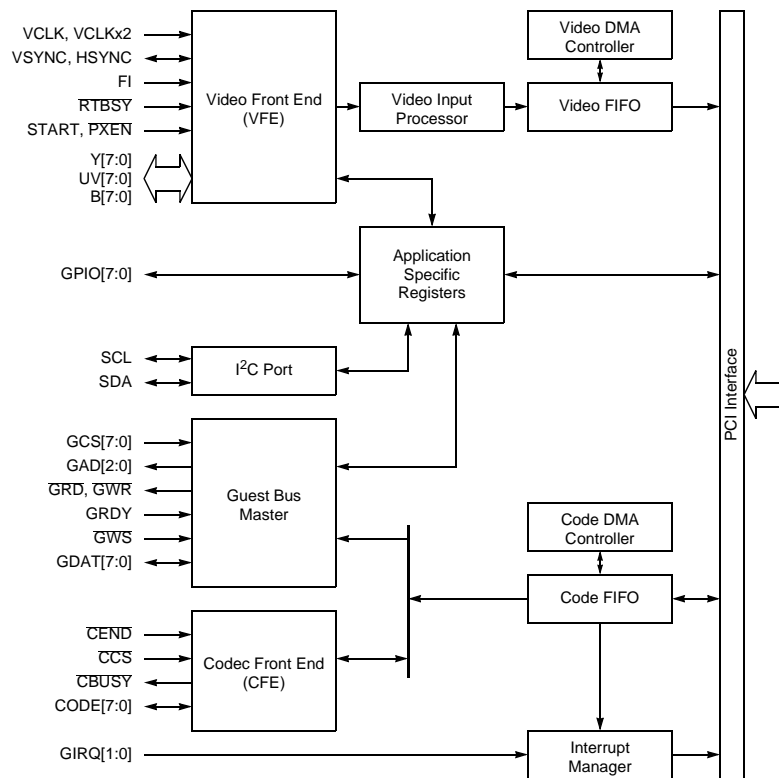 VCLK, VCLKx2
VSYNC, HSYNC
FI
RTBSY
START, PXEN
Y[7:0]
UV[7:0]
B[7:0]
Video Front End
(VFE)
Video Input
Processor
Video DMA
Controller
Video FIFO
GPIO[7:0]
Application
Specific
Registers
SCL
SDA
I²C Port
PCI Interface
GCS[7:0]
GAD[2:0]
GRD, GWR
GRDY
GWS
GDAT[7:0]
Guest Bus
Master
Code DMA
Controller
Code FIFO
CEND
CCS
CBUSY
CODE[7:0]
Codec Front End
(CFE)
GIRQ[1:0]
Interrupt
Manager